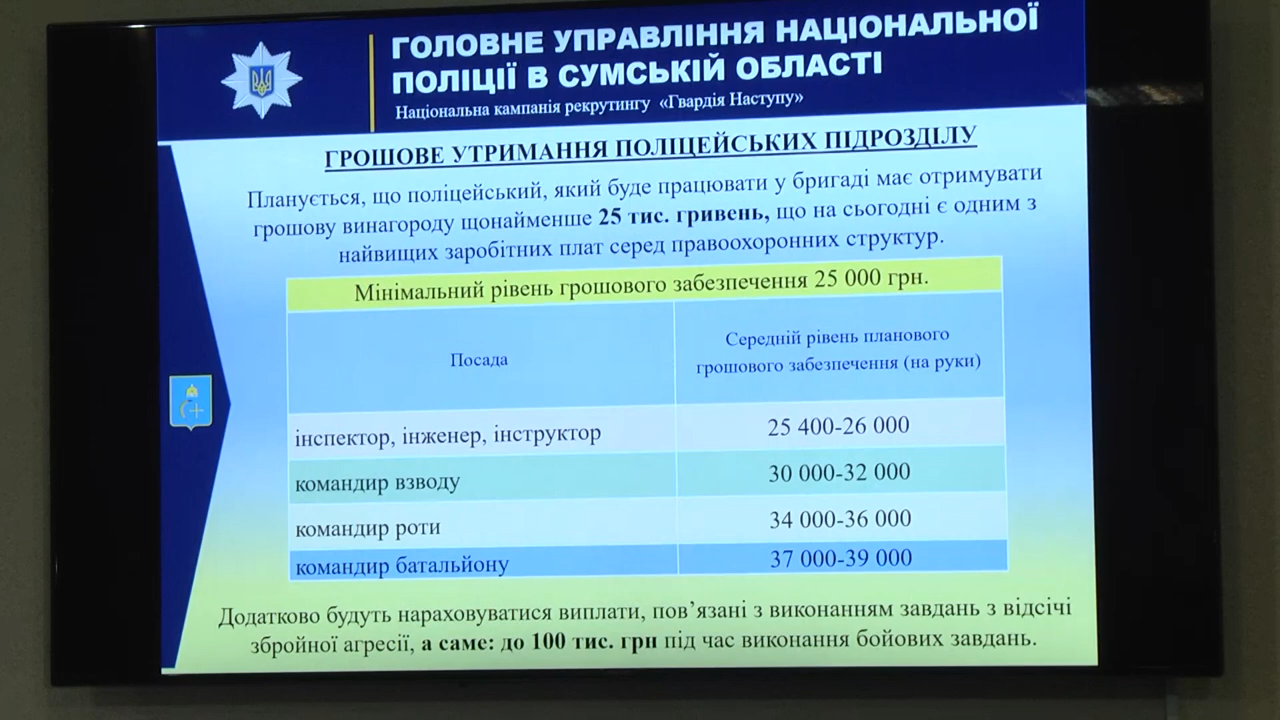 ГОЛОВНЕ УПРАВЛІННЯ НАЦІОНАЛЬНОЇ
ПОЛІЦІЇ В СУМСЬКІЙ ОБЛАСТІ
Національна кампанія рекрутингу «Гвардія Наступу»
ГРОШОВЕ УТРИМАННЯ ПОЛІЦЕЙСЬКИХ ПІДРОЗДІЛУ
Планується, що поліцейський, який буде працювати у бригаді має отримувати
грошову винагороду щонайменше 25 тис. гривень, що на сьогодні є одним з
найвищих заробітних плат серед правоохоронних структур.
Мінімальний рівень грошового забезпечення 25 000 грн.
Посада
Середній рівень планового
грошового забезпечення (на руки)
інспектор, інженер, інструктор
25 400-26 000
командир взводу
30 000-32 000
командир роти
34 000-36 000
командир батальйону
37 000-39 000
Додатково будуть нараховуватися виплати, пов’язані з виконанням завдань з відсічі
збройної агресії, а саме: до 100 тис. грн під час виконання бойових завдань.